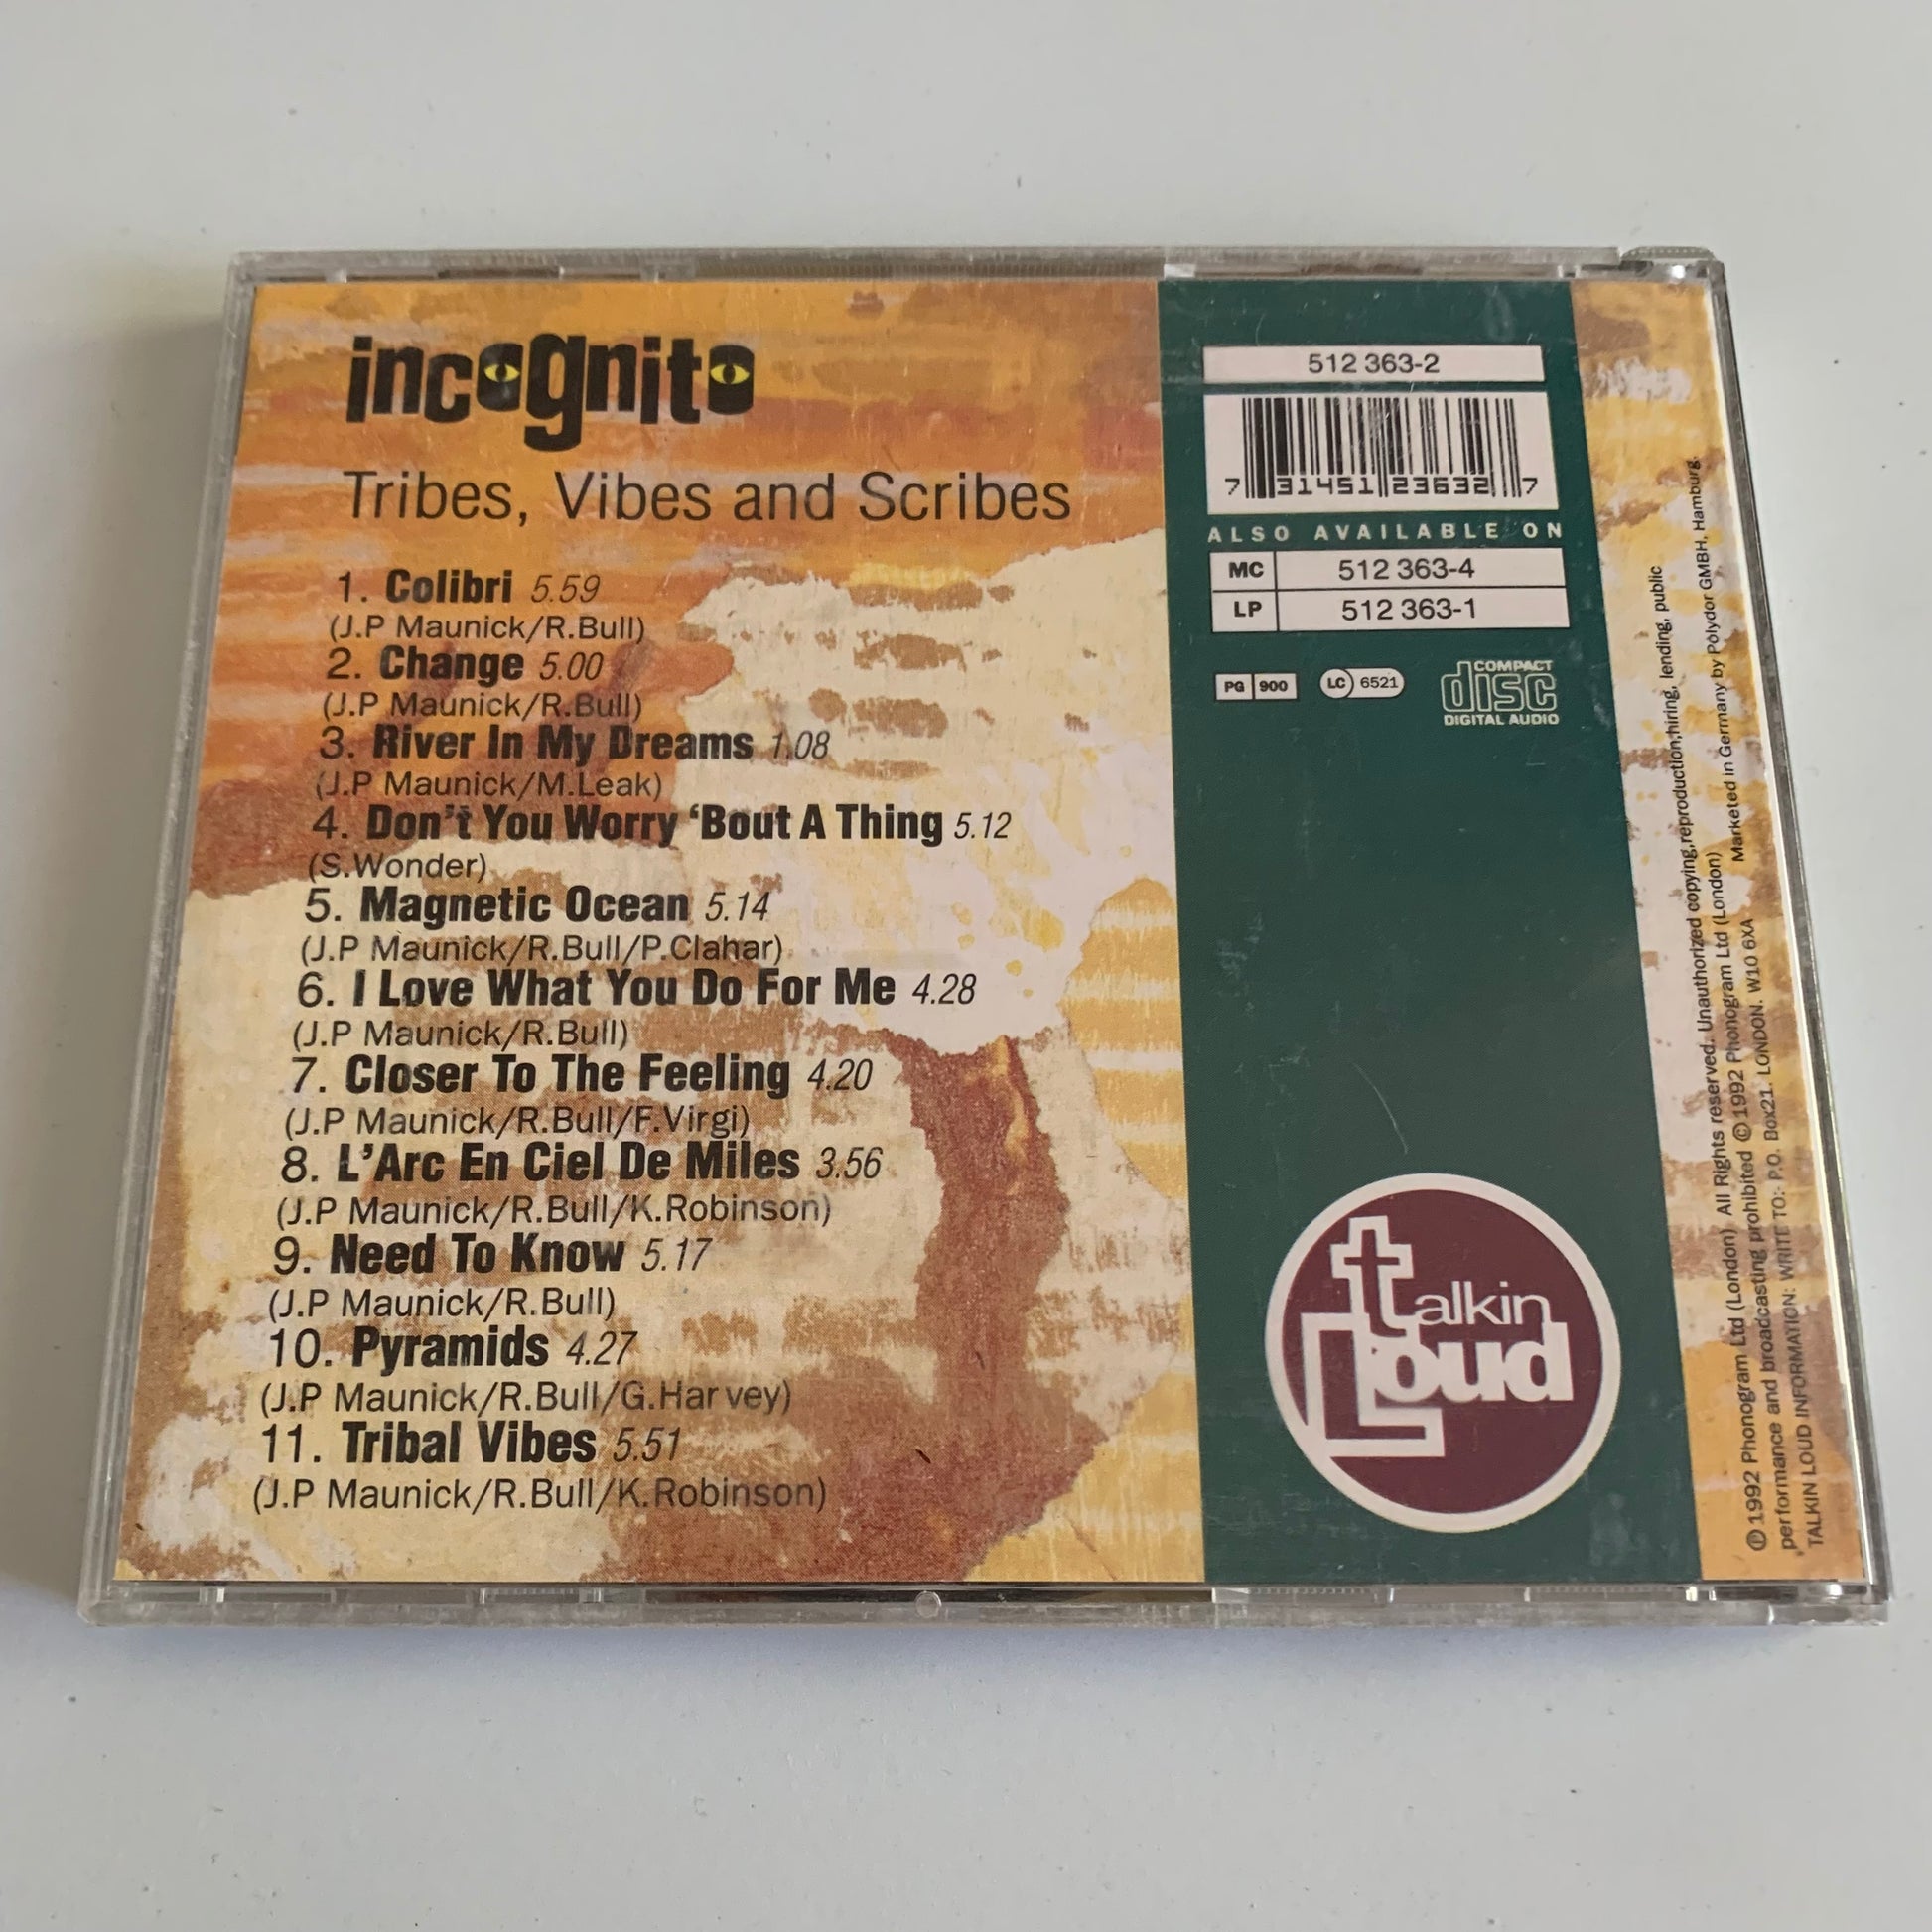 incognito
Tribes, Vibes and Scribes
1. Colibri 5.59
(J.P Maunick/R.Bull)
2. Change 5.00
(J.P Maunick/R.Bull)
3. River In My Dreams 1.08
(J.P Maunick/M.Leak)
4. Don't You Worry ‘Bout A Thing 5.12
(S.Wonder)
5. Magnetic Ocean 5.14
(J.P Maunick/R.Bull/P.Clahar)
6. I Love What You Do For Me 4.28
(J.P Maunick/R.Bull)
7. Closer To The Feeling 4.20
(J.P Maunick/R.Bull/F.Virgi)
8. L’Arc En Ciel De Miles 3.56
(J.P Maunick/R.Bull/K.Robinson)
9. Need To Know 5.17
(J.P Maunick/R.Bull)
10. Pyramids 4.27
(J.P Maunick/R.Bull/G.Harvey)
11. Tribal Vibes 5.51
(J.P Maunick/R.Bull/K.Robinson)
512 363-2
7 31451 23632 7
ALSO AVAILABLE ON
MC 512 363-4
LP 512 363-1
PG 900
LC 6521
COMPACT
disc
DIGITAL AUDIO
talkin
Loud
℗ 1992 Phonogram Ltd (London) All Rights reserved. Unauthorized copying,reproduction,hiring, lending, public
performance and broadcasting prohibited © 1992 Phonogram Ltd (London) Marketed in Germany by Polydor GMBH, Hamburg.
TALKIN LOUD INFORMATION: WRITE TO:- P.O. Box21. LONDON. W10 6XA